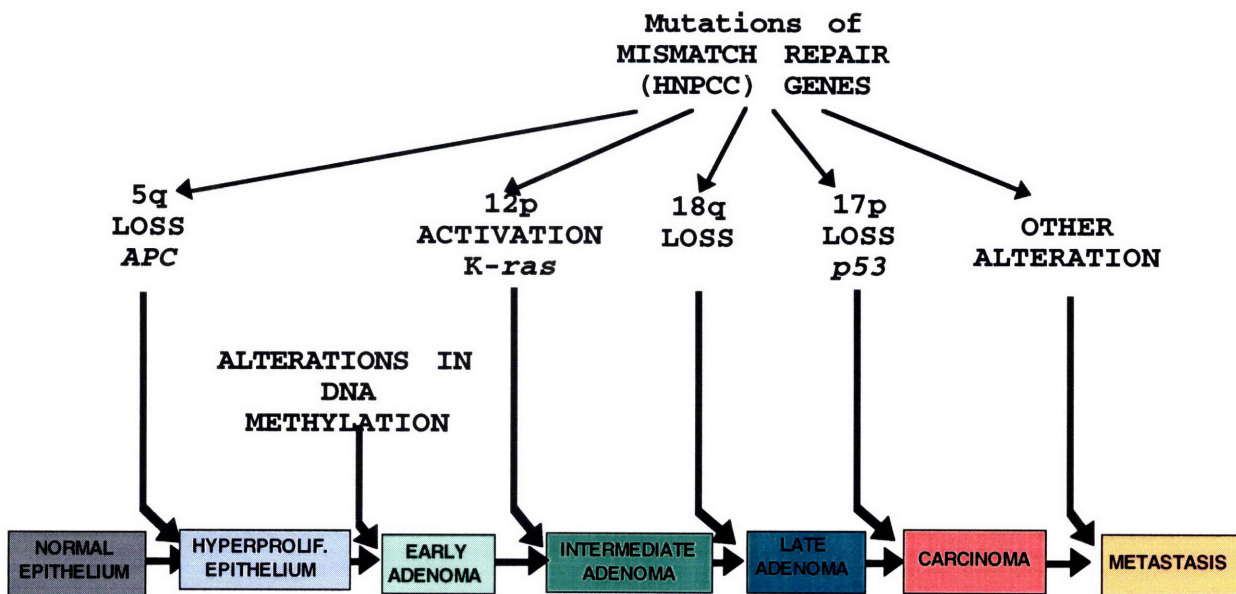 Mutations of
MISMATCH REPAIR
(HNPCC) GENES
5q
LOSS
APC
12p
ACTIVATION
K-ras
18q
LOSS
17p
LOSS
p53
OTHER
ALTERATION
ALTERATIONS IN
DNA
METHYLATION
NORMAL
EPITHELIUM
HYPERPROLIF.
EPITHELIUM
EARLY
ADENOMA
INTERMEDIATE
ADENOMA
LATE
ADENOMA
CARCINOMA
METASTASIS